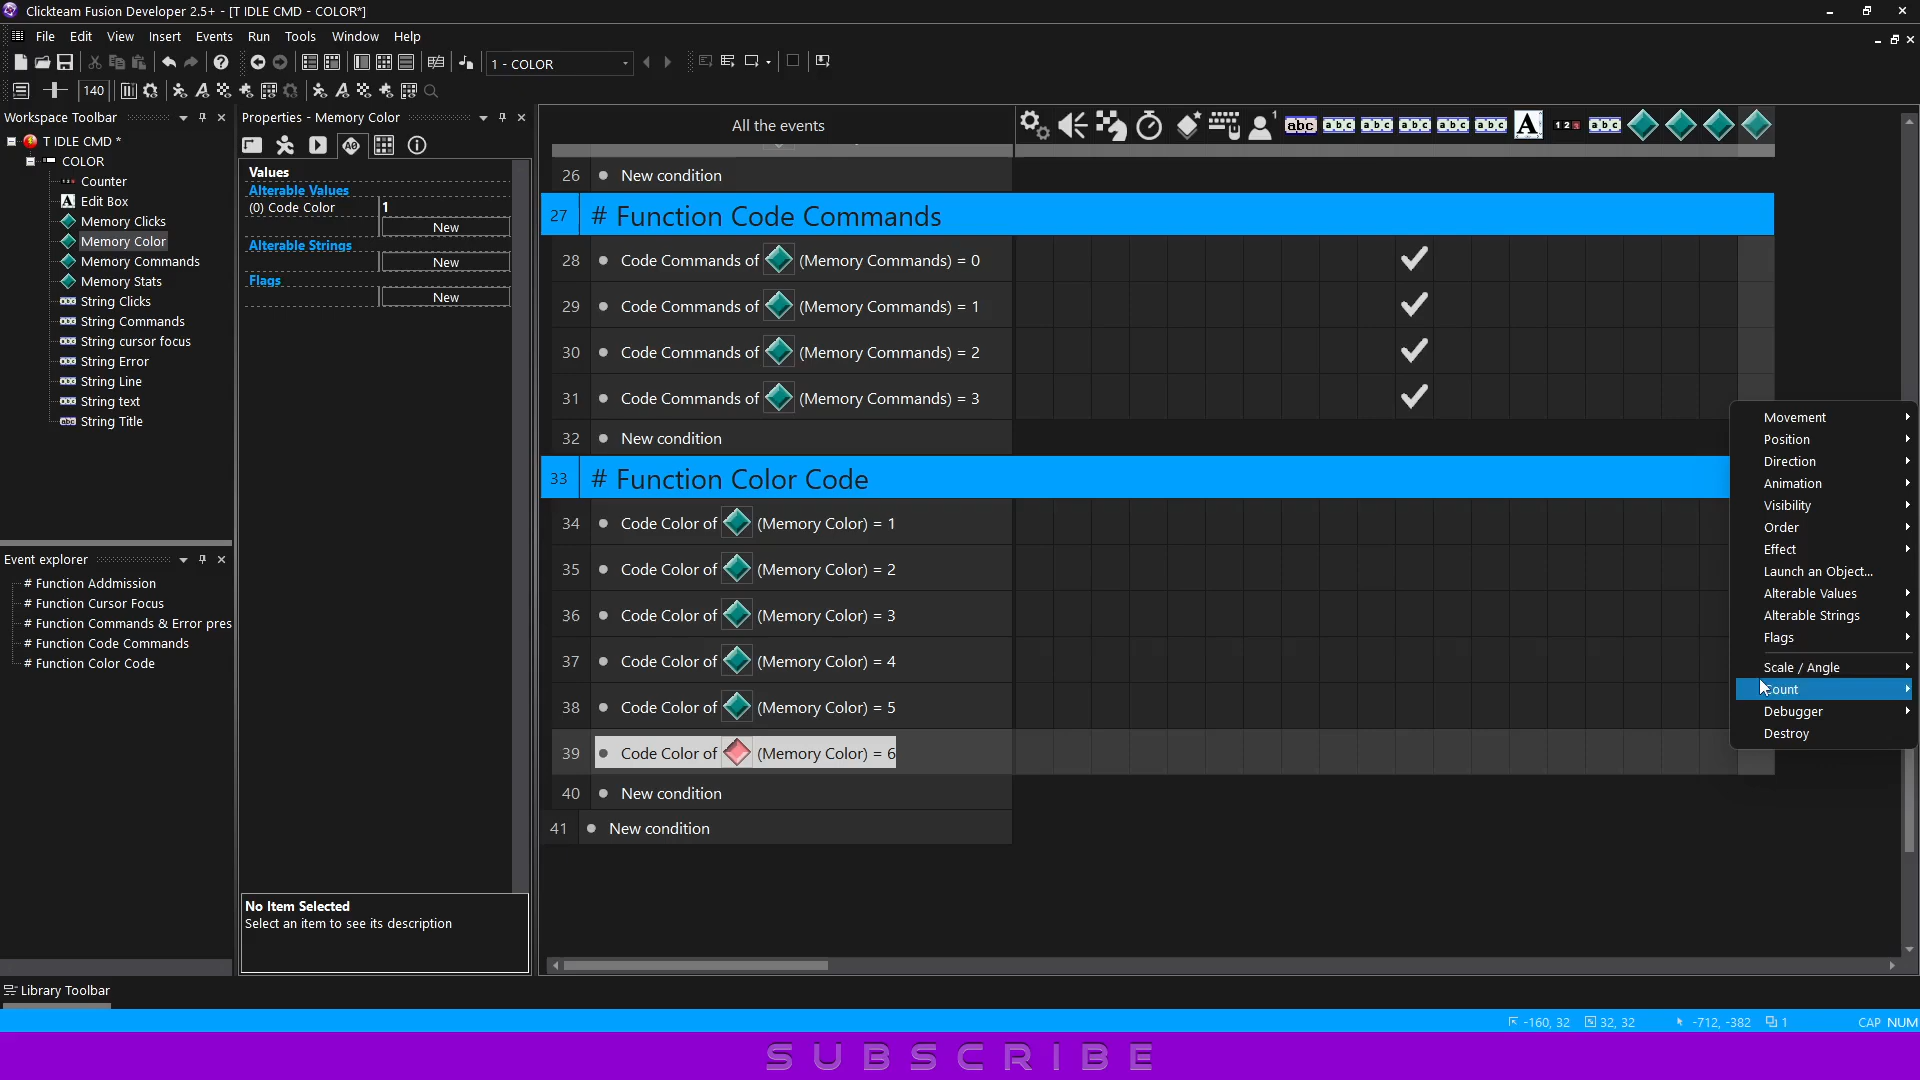 Clickteam Fusion Developer 2.5+ - [T IDLE CMD - COLOR*]
File Edit View Insert Events Run Tools Window Help
1 - COLOR
140
Workspace Toolbar
T IDLE CMD *
COLOR
Counter
Edit Box
Memory Clicks
Memory Color
Memory Commands
Memory Stats
String Clicks
String Commands
String cursor focus
String Error
String Line
String text
String Title
Event explorer
# Function Addmission
# Function Cursor Focus
# Function Commands & Error pres
# Function Code Commands
# Function Color Code
Properties - Memory Color
Values
Alterable Values
(0) Code Color 1
New
Alterable Strings
New
Flags
New
No Item Selected
Select an item to see its description
All the events
26 New condition
27 # Function Code Commands
28 Code Commands of (Memory Commands) = 0
29 Code Commands of (Memory Commands) = 1
30 Code Commands of (Memory Commands) = 2
31 Code Commands of (Memory Commands) = 3
32 New condition
33 # Function Color Code
34 Code Color of (Memory Color) = 1
35 Code Color of (Memory Color) = 2
36 Code Color of (Memory Color) = 3
37 Code Color of (Memory Color) = 4
38 Code Color of (Memory Color) = 5
39 Code Color of (Memory Color) = 6
40 New condition
41 New condition
Movement
Position
Direction
Animation
Visibility
Order
Effect
Launch an Object...
Alterable Values
Alterable Strings
Flags
Scale / Angle
Count
Debugger
Destroy
Library Toolbar
-160, 32 32, 32 -712, -382 1 CAP NUM
SUBSCRIBE